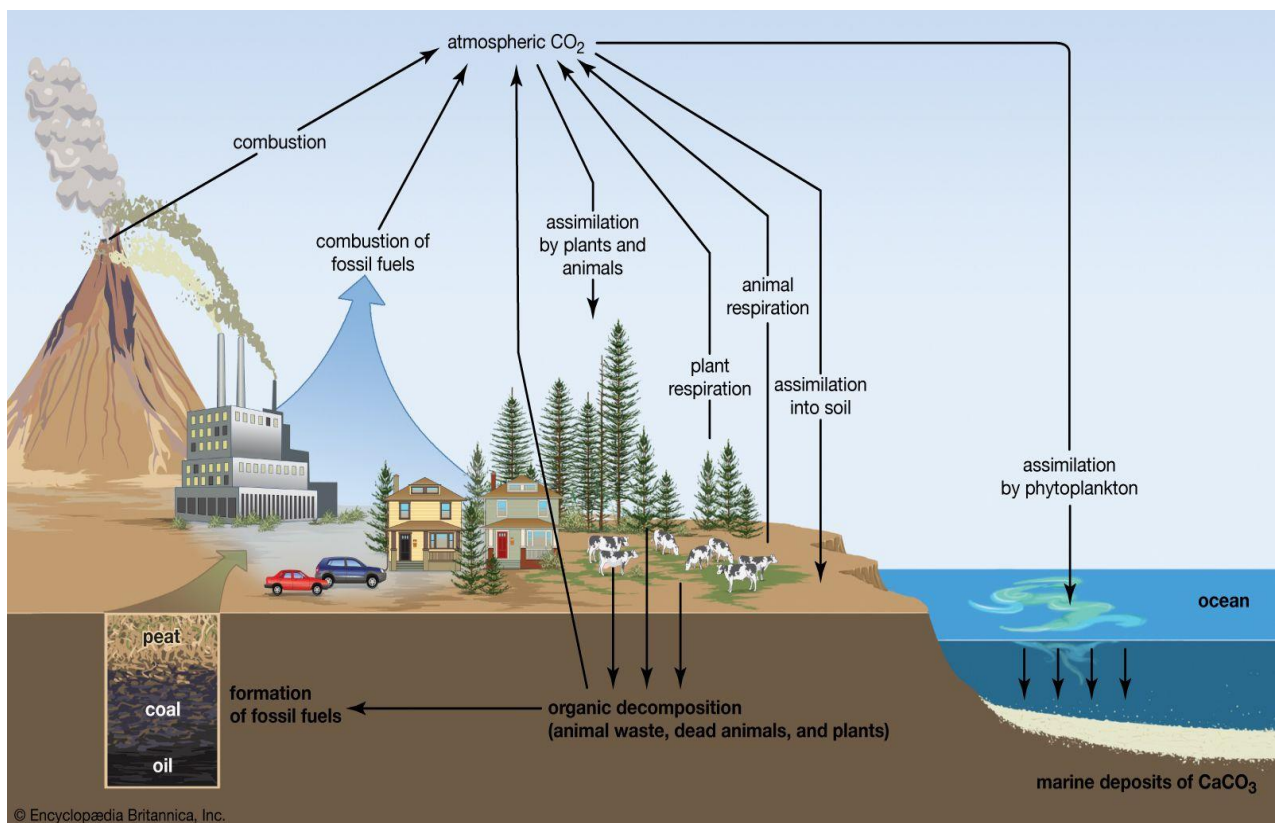 atmospheric CO₂
combustion
combustion of
fossil fuels
assimilation
by plants and
animals
animal
respiration
plant
respiration
assimilation
into soil
assimilation
by phytoplankton
ocean
peat
coal
oil
formation
of fossil fuels
organic decomposition
(animal waste, dead animals, and plants)
marine deposits of CaCO₃
© Encyclopædia Britannica, Inc.